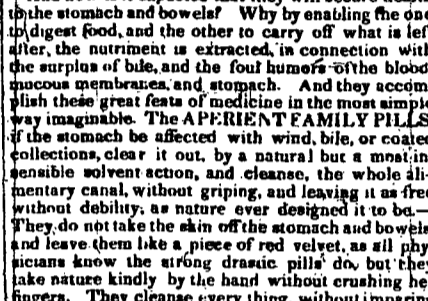 to the stomach and bowels? Why by enabling the one
to digest food, and the other to carry off what is lef
after, the nutriment is extracted, in connection with
the surplus of bile, and the foul humors of the blood
mucous membranes, and stomach. And they accom
plish these great feats of medicine in the most simple
way imaginable. The APERIENT FAMILY PILLS
if the stomach be affected with wind, bile, or coated
collections, clear it out, by a natural but a most in
sensible solvent action, and cleanse, the whole ali-
mentary canal, without griping, and leaving it as free
without debility, as nature ever designed it to be.—
They do not take the skin off the stomach and bowels
and leave them like a piece of red velvet, as all phy
sicians know the strong drastic pills do, but they
take nature kindly by the hand without crushing he
fingers. They cleanse every thing without